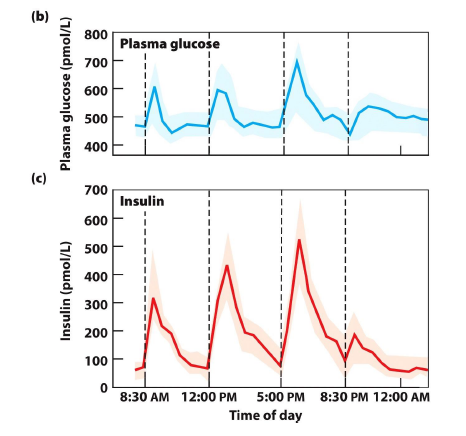 (b)
Plasma glucose (pmol/L)
800
700
600
500
400
Plasma glucose
(c)
Insulin (pmol/L)
700
600
500
400
300
200
100
0
Insulin
8:30 AM 12:00 PM 5:00 PM 8:30 PM 12:00 AM
Time of day